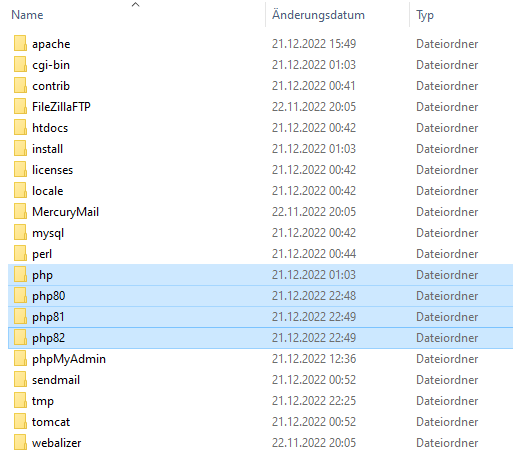 Name Änderungsdatum Typ
apache 21.12.2022 15:49 Dateiordner
cgi-bin 21.12.2022 01:03 Dateiordner
contrib 21.12.2022 00:41 Dateiordner
FileZillaFTP 22.11.2022 20:05 Dateiordner
htdocs 21.12.2022 00:42 Dateiordner
install 21.12.2022 01:03 Dateiordner
licenses 21.12.2022 00:42 Dateiordner
locale 21.12.2022 00:42 Dateiordner
MercuryMail 22.11.2022 20:05 Dateiordner
mysql 21.12.2022 00:42 Dateiordner
perl 21.12.2022 00:44 Dateiordner
php 21.12.2022 01:03 Dateiordner
php80 21.12.2022 22:48 Dateiordner
php81 21.12.2022 22:49 Dateiordner
php82 21.12.2022 22:49 Dateiordner
phpMyAdmin 21.12.2022 12:36 Dateiordner
sendmail 21.12.2022 00:52 Dateiordner
tmp 21.12.2022 22:25 Dateiordner
tomcat 21.12.2022 00:52 Dateiordner
webalizer 22.11.2022 20:05 Dateiordner